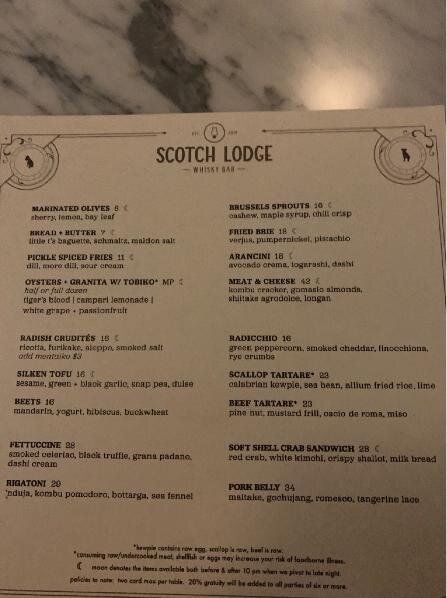 SCOTCH LODGE
WHISKY BAR
MARINATED OLIVES 8 ☾
sherry, lemon, bay leaf
BREAD + BUTTER 7 ☾
little t's baguette, schmaltz, maldon salt
PICKLE SPICED FRIES 11 ☾
dill, more dill, sour cream
OYSTERS + GRANITA W/ TOBIKO* MP ☾
half or full dozen
tiger's blood | campari lemonade |
white grape + passionfruit
RADISH CRUDITÉS 16 ☾
ricotta, furikake, aleppo, smoked salt
add mentaiko $3
SILKEN TOFU 16 ☾
sesame, green + black garlic, snap pea, dulse
BEETS 16
mandarin, yogurt, hibiscus, buckwheat
FETTUCCINE 28
smoked celeriac, black truffle, grana padano,
dashi cream
RIGATONI 29
'nduja, kombu pomodoro, bottarga, sea fennel
BRUSSELS SPROUTS 16 ☾
cashew, maple syrup, chili crisp
FRIED BRIE 18 ☾
verjus, pumpernickel, pistachio
ARANCINI 16 ☾
avocado crema, togarashi, dashi
MEAT & CHEESE 42 ☾
kombu cracker, gomasio almonds,
shiitake agrodolce, longan
RADICCHIO 16
green peppercorn, smoked cheddar, finocchiona,
rye crumbs
SCALLOP TARTARE* 23
calabrian kewpie, sea bean, allium fried rice, lime
BEEF TARTARE* 23
pine nut, mustard frill, cacio de roma, miso
SOFT SHELL CRAB SANDWICH 28 ☾
red crab, white kimchi, crispy shallot, milk bread
PORK BELLY 34
maitake, gochujang, romesco, tangerine lace
*kewpie contains raw egg, scallop is raw, beef is raw.
*consuming raw/undercooked meat, shellfish or eggs may increase your risk of foodborne illness.
☾ moon denotes the items available both before & after 10 pm when we pivot to late night.
policies to note: two card max per table. 20% gratuity will be added to all parties of six or more.